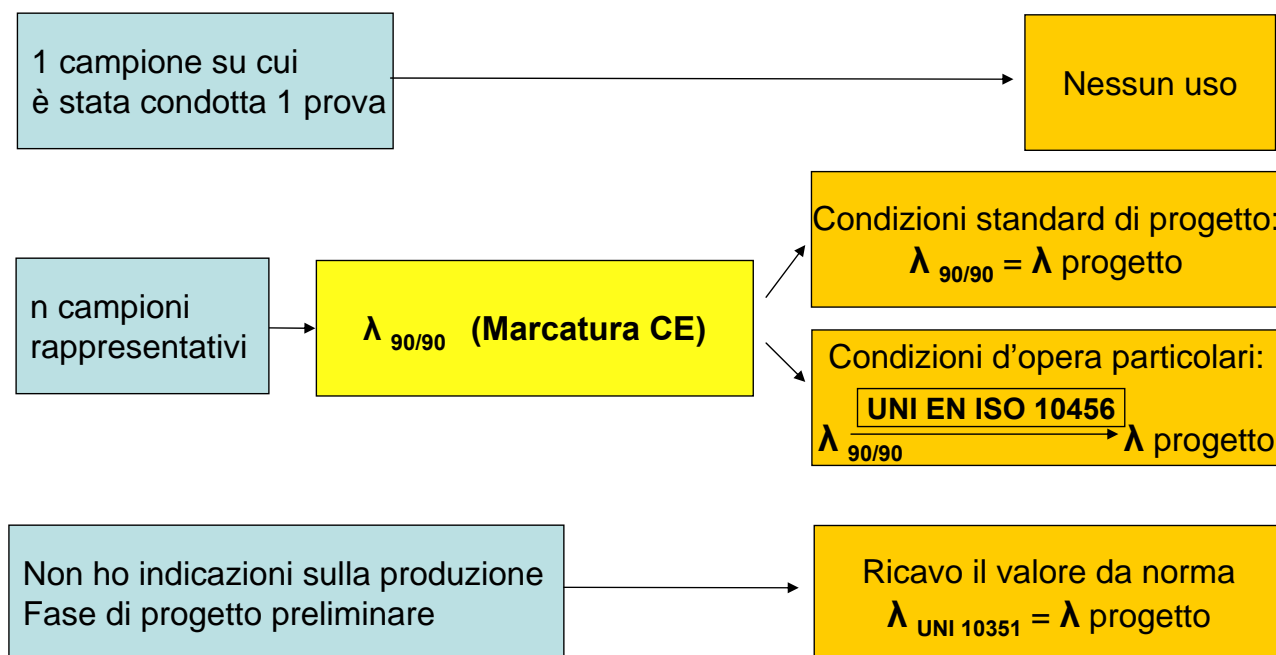 1 campione su cui
è stata condotta 1 prova
Nessun uso
n campioni
rappresentativi
λ 90/90 (Marcatura CE)
Condizioni standard di progetto:
λ 90/90 = λ progetto
Condizioni d’opera particolari:
UNI EN ISO 10456
λ 90/90 λ progetto
Non ho indicazioni sulla produzione
Fase di progetto preliminare
Ricavo il valore da norma
λ UNI 10351 = λ progetto